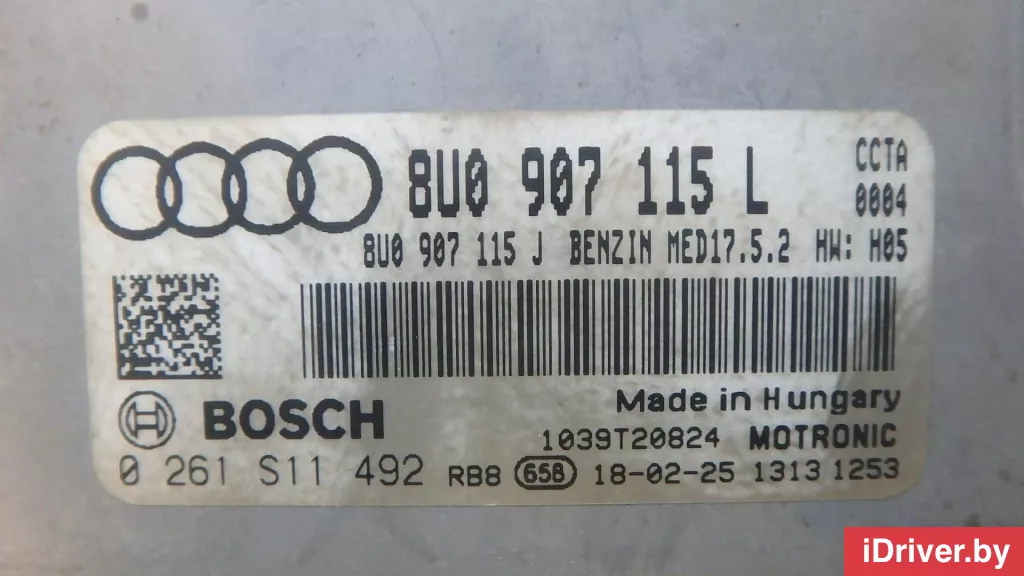 8U0 907 115 L
CCTA
0004
8U0 907 115 J BENZIN MED17.5.2 HW: H05
BOSCH
Made in Hungary
1039T20824 MOTRONIC
0 261 S11 492 RB8 65B 18-02-25 1313 1253
iDriver.by